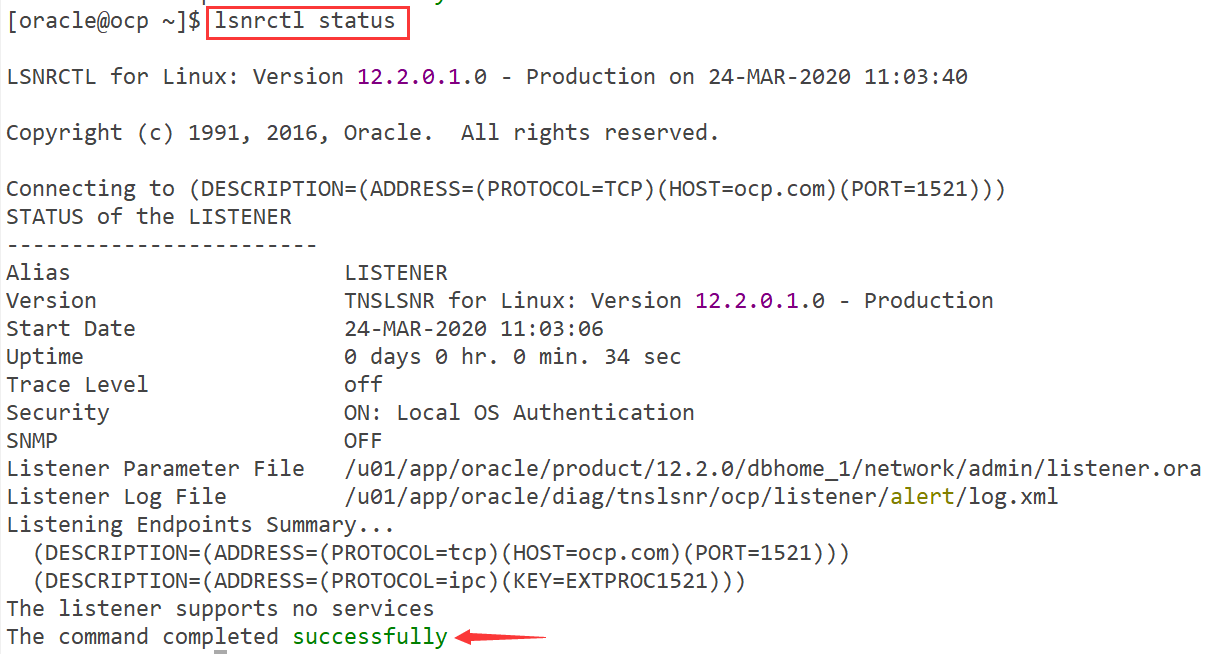 [oracle@ocp ~]$ lsnrctl status
LSNRCTL for Linux: Version 12.2.0.1.0 - Production on 24-MAR-2020 11:03:40
Copyright (c) 1991, 2016, Oracle.  All rights reserved.
Connecting to (DESCRIPTION=(ADDRESS=(PROTOCOL=TCP)(HOST=ocp.com)(PORT=1521)))
STATUS of the LISTENER
------------------------
Alias                     LISTENER
Version                   TNSLSNR for Linux: Version 12.2.0.1.0 - Production
Start Date                24-MAR-2020 11:03:06
Uptime                    0 days 0 hr. 0 min. 34 sec
Trace Level               off
Security                  ON: Local OS Authentication
SNMP                      OFF
Listener Parameter File   /u01/app/oracle/product/12.2.0/dbhome_1/network/admin/listener.ora
Listener Log File         /u01/app/oracle/diag/tnslsnr/ocp/listener/alert/log.xml
Listening Endpoints Summary...
  (DESCRIPTION=(ADDRESS=(PROTOCOL=tcp)(HOST=ocp.com)(PORT=1521)))
  (DESCRIPTION=(ADDRESS=(PROTOCOL=ipc)(KEY=EXTPROC1521)))
The listener supports no services
The command completed successfully